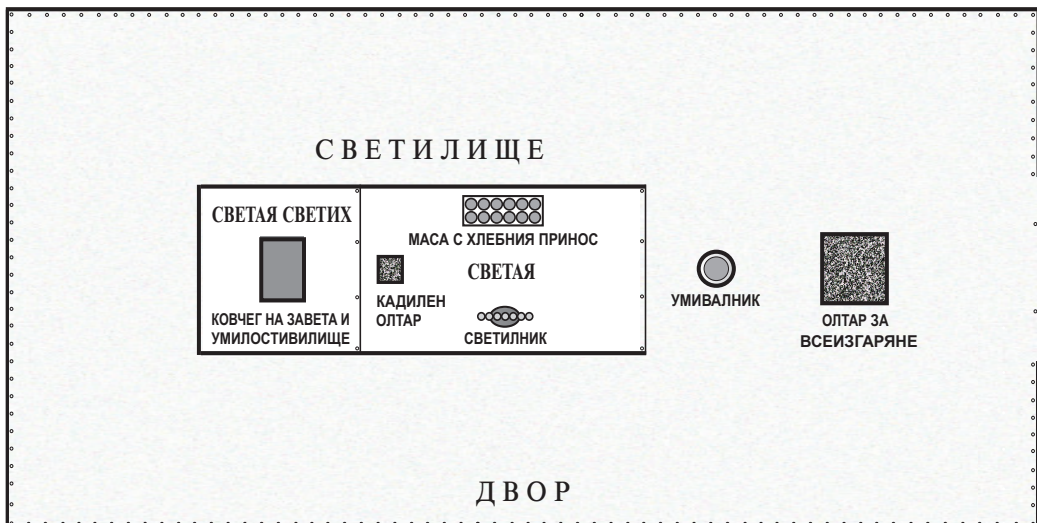 СВЕТИЛИЩЕ
СВЕТАЯ СВЕТИХ
КОВЧЕГ НА ЗАВЕТА И
УМИЛОСТИВИЛИЩЕ
МАСА С ХЛЕБНИЯ ПРИНОС
СВЕТАЯ
КАДИЛЕН
ОЛТАР
СВЕТИЛНИК
УМИВАЛНИК
ОЛТАР ЗА
ВСЕИЗГАРЯНЕ
ДВОР